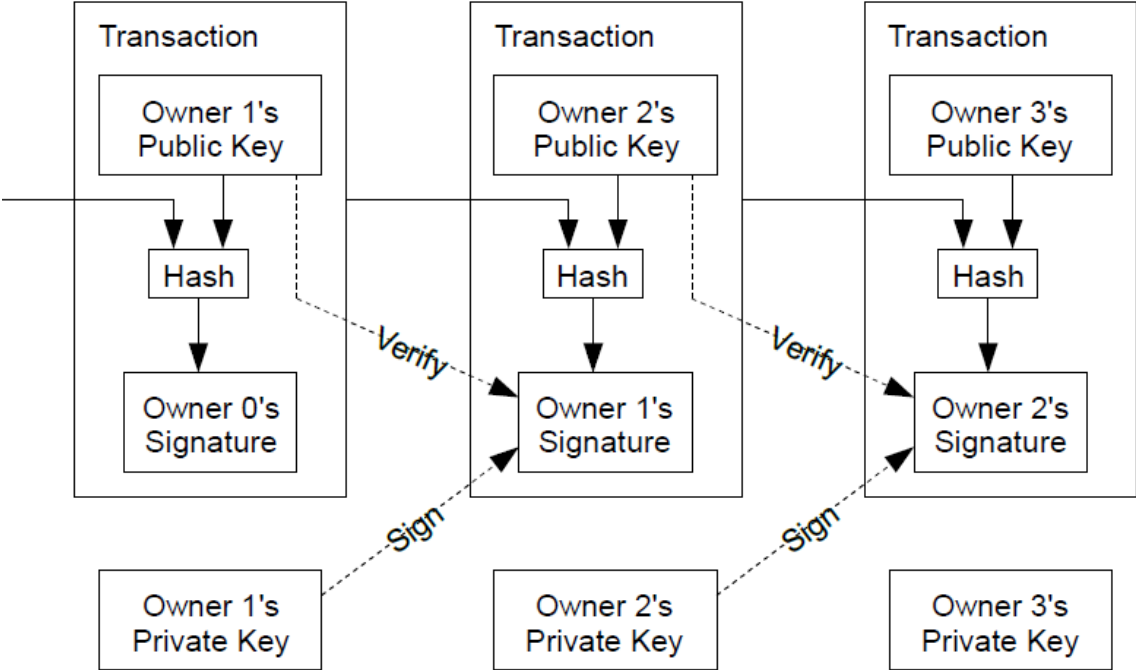 Transaction
Transaction
Transaction
Owner 1's
Public Key
Owner 2's
Public Key
Owner 3's
Public Key
Hash
Hash
Hash
Verify
Verify
Owner 0's
Signature
Owner 1's
Signature
Owner 2's
Signature
Sign
Sign
Owner 1's
Private Key
Owner 2's
Private Key
Owner 3's
Private Key